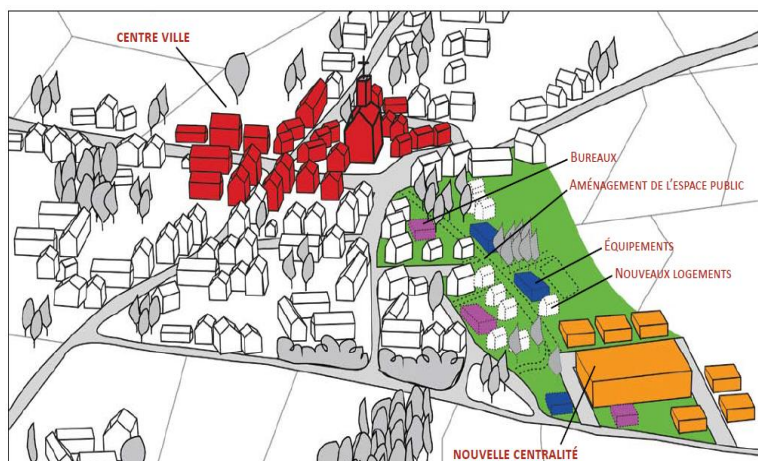 CENTRE VILLE
BUREAUX
AMÉNAGEMENT DE L'ESPACE PUBLIC
ÉQUIPEMENTS
NOUVEAUX LOGEMENTS
NOUVELLE CENTRALITÉ